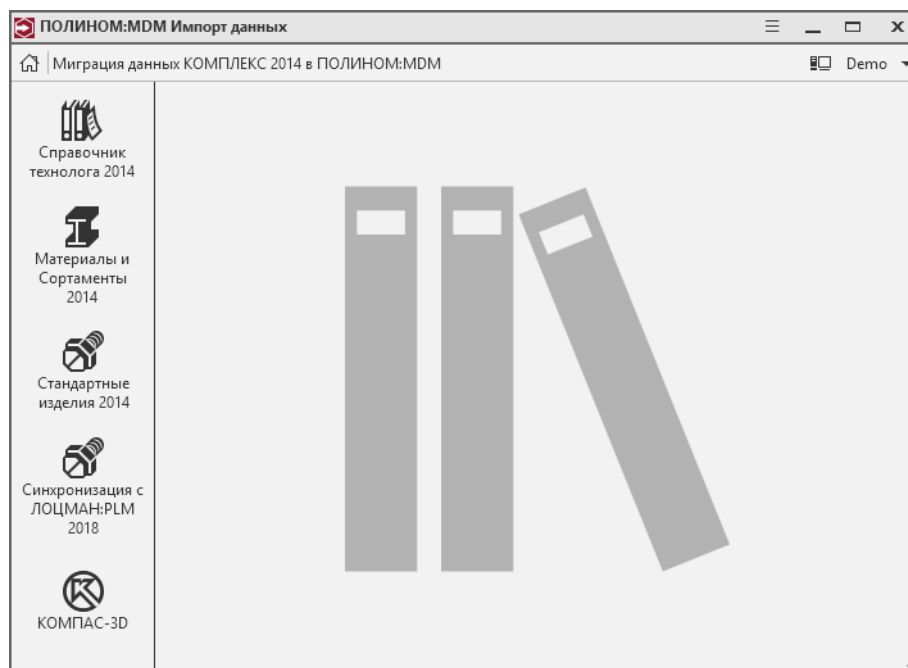 ПОЛИНОМ:MDM Импорт данных
Миграция данных КОМПЛЕКС 2014 в ПОЛИНОМ:MDM
Demo
Справочник
технолога 2014
Материалы и
Сортаменты
2014
Стандартные
изделия 2014
Синхронизация с
ЛОЦМАН:PLM
2018
КОМПАС-3D